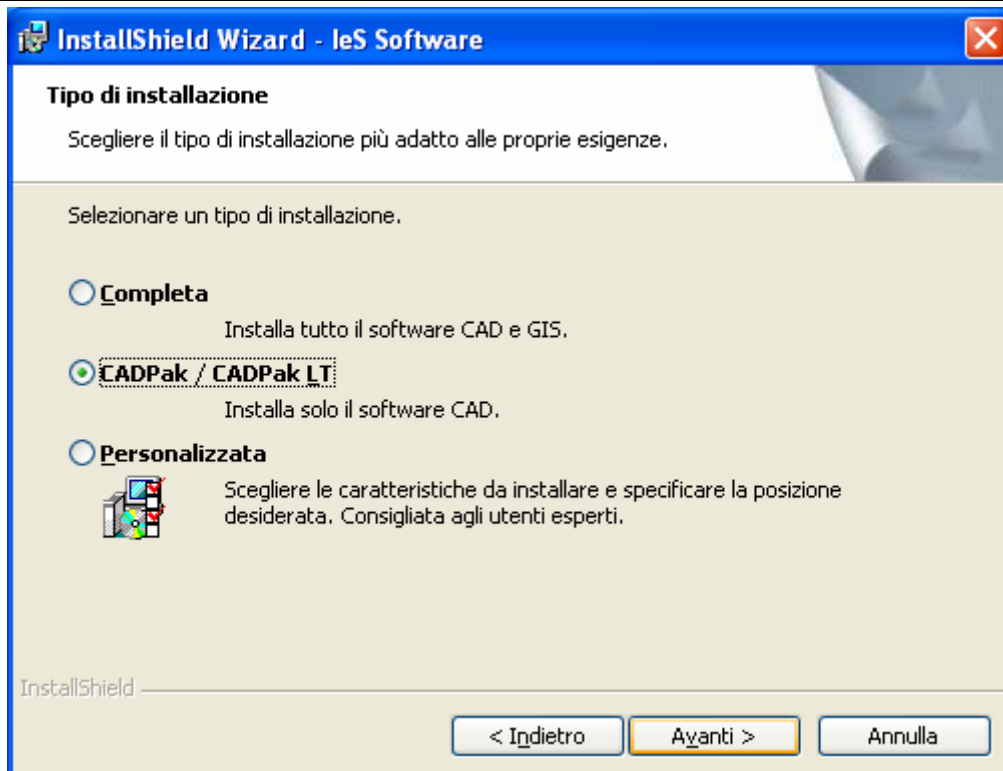 InstallShield Wizard - IeS Software
Tipo di installazione
Scegliere il tipo di installazione più adatto alle proprie esigenze.
Selezionare un tipo di installazione.
Completa
Installa tutto il software CAD e GIS.
CADPak / CADPak LT
Installa solo il software CAD.
Personalizzata
Scegliere le caratteristiche da installare e specificare la posizione
desiderata. Consigliata agli utenti esperti.
InstallShield
< Indietro
Avanti >
Annulla